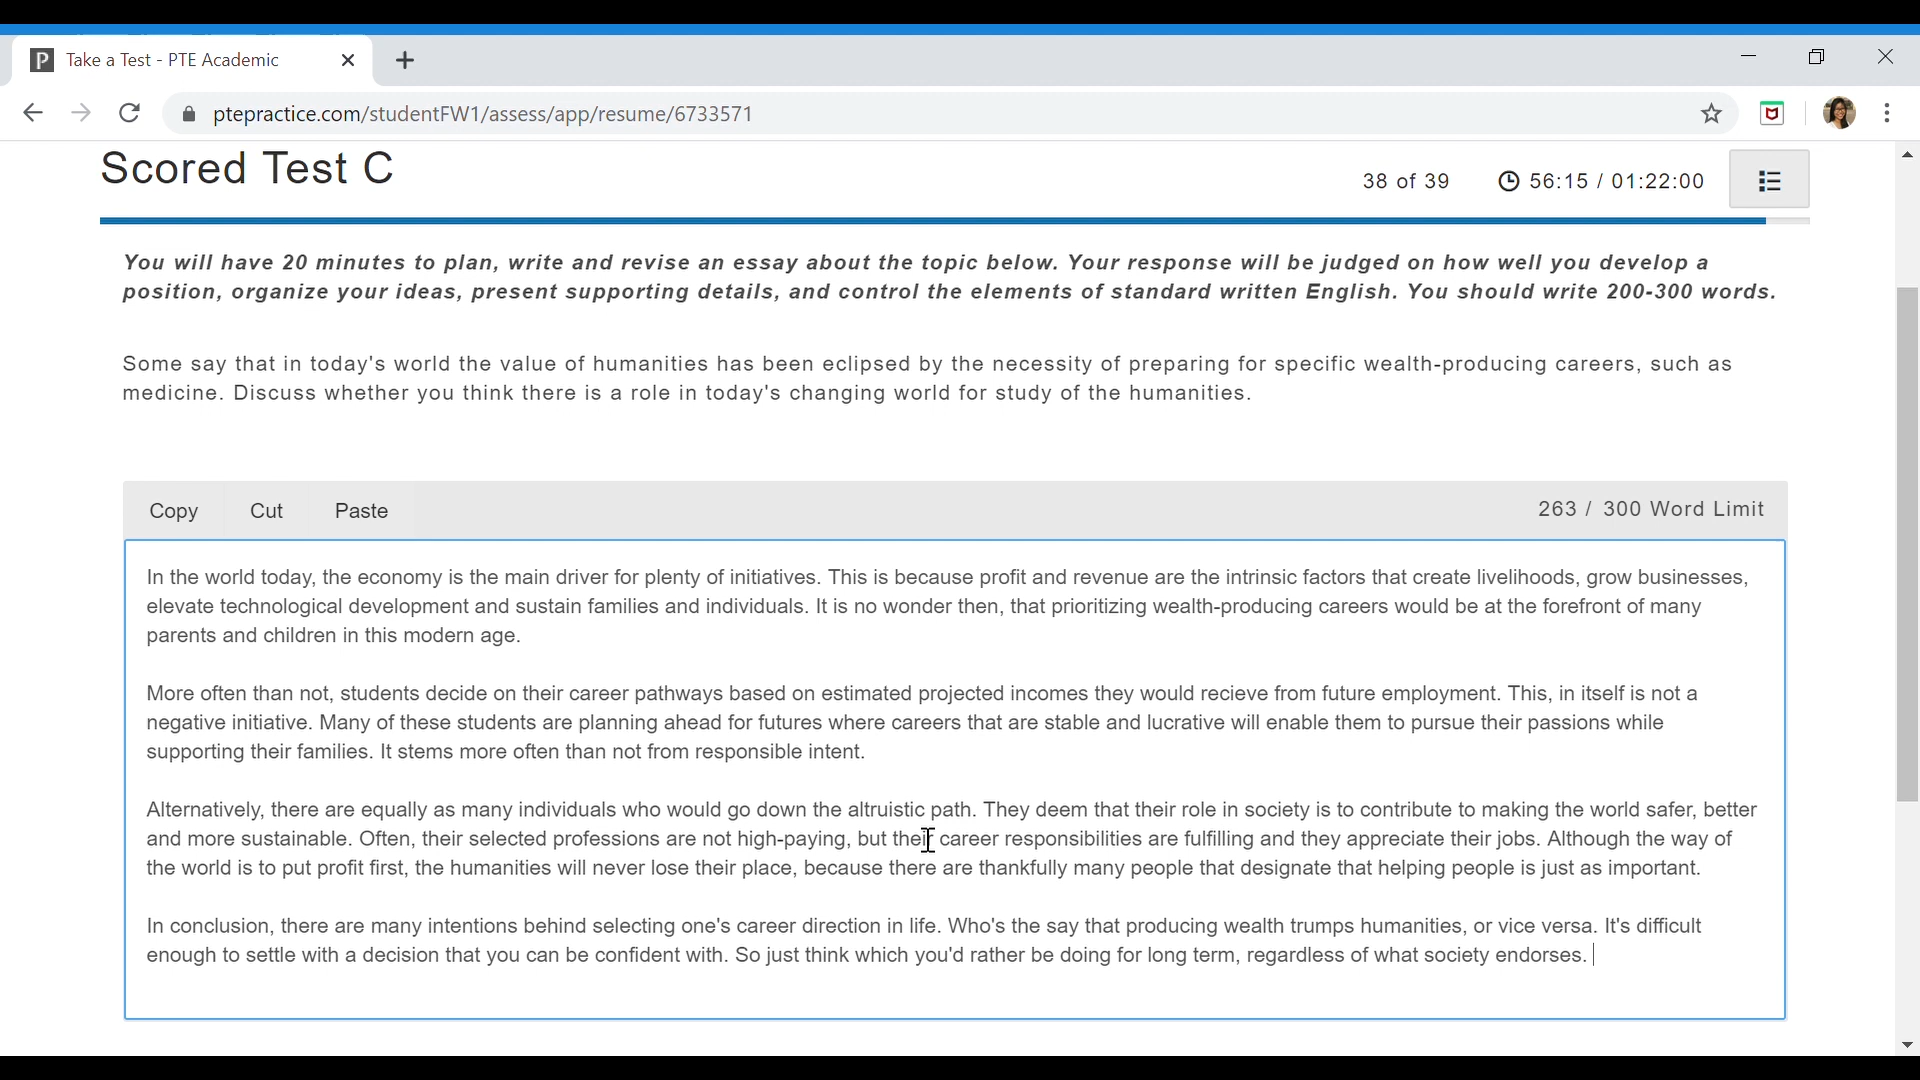 Take a Test - PTE Academic
ptepractice.com/studentFW1/assess/app/resume/6733571
Scored Test C
38 of 39
56:15 / 01:22:00
You will have 20 minutes to plan, write and revise an essay about the topic below. Your response will be judged on how well you develop a
position, organize your ideas, present supporting details, and control the elements of standard written English. You should write 200-300 words.
Some say that in today's world the value of humanities has been eclipsed by the necessity of preparing for specific wealth-producing careers, such as
medicine. Discuss whether you think there is a role in today's changing world for study of the humanities.
Copy Cut Paste
263 / 300 Word Limit
In the world today, the economy is the main driver for plenty of initiatives. This is because profit and revenue are the intrinsic factors that create livelihoods, grow businesses,
elevate technological development and sustain families and individuals. It is no wonder then, that prioritizing wealth-producing careers would be at the forefront of many
parents and children in this modern age.
More often than not, students decide on their career pathways based on estimated projected incomes they would recieve from future employment. This, in itself is not a
negative initiative. Many of these students are planning ahead for futures where careers that are stable and lucrative will enable them to pursue their passions while
supporting their families. It stems more often than not from responsible intent.
Alternatively, there are equally as many individuals who would go down the altruistic path. They deem that their role in society is to contribute to making the world safer, better
and more sustainable. Often, their selected professions are not high-paying, but their career responsibilities are fulfilling and they appreciate their jobs. Although the way of
the world is to put profit first, the humanities will never lose their place, because there are thankfully many people that designate that helping people is just as important.
In conclusion, there are many intentions behind selecting one's career direction in life. Who's the say that producing wealth trumps humanities, or vice versa. It's difficult
enough to settle with a decision that you can be confident with. So just think which you'd rather be doing for long term, regardless of what society endorses.